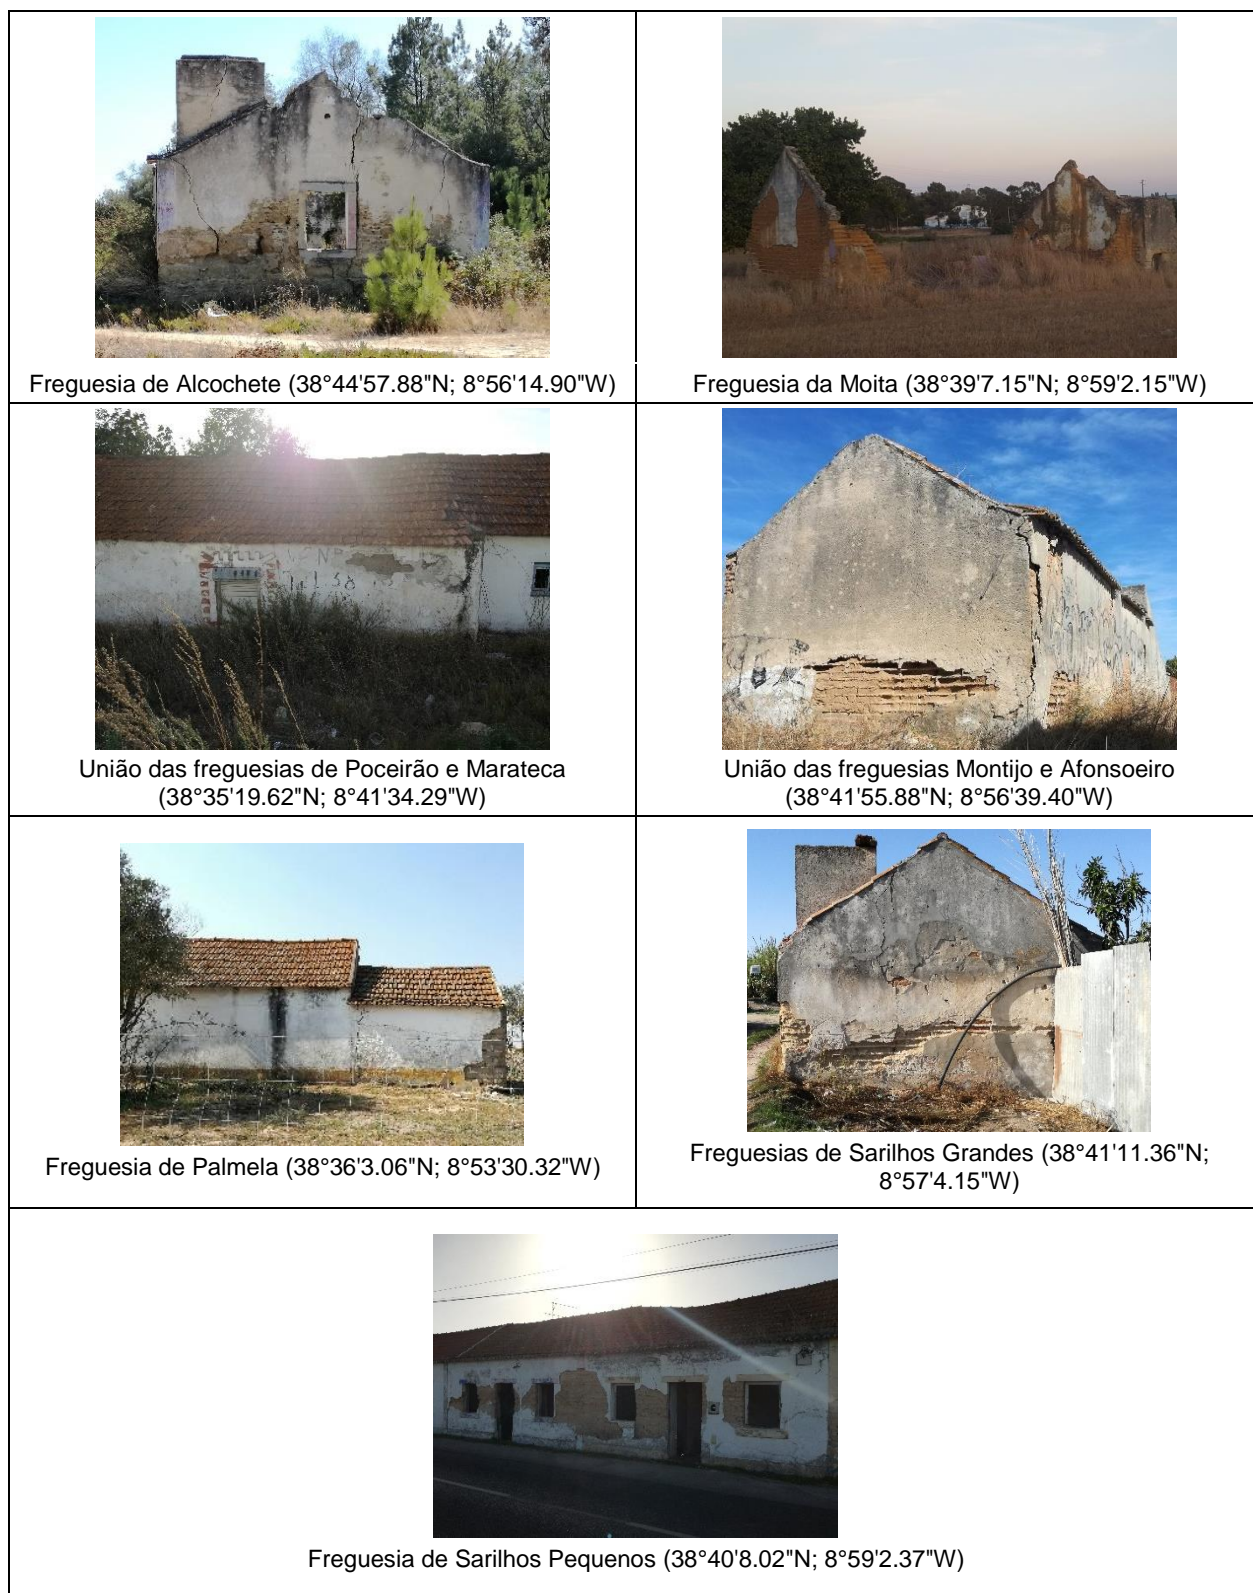 Freguesia de Alcochete (38°44'57.88"N; 8°56'14.90"W)
Freguesia da Moita (38°39'7.15"N; 8°59'2.15"W)
União das freguesias de Poceirão e Marateca
(38°35'19.62"N; 8°41'34.29"W)
União das freguesias Montijo e Afonsoeiro
(38°41'55.88"N; 8°56'39.40"W)
Freguesia de Palmela (38°36'3.06"N; 8°53'30.32"W)
Freguesias de Sarilhos Grandes (38°41'11.36"N;
8°57'4.15"W)
Freguesia de Sarilhos Pequenos (38°40'8.02"N; 8°59'2.37"W)